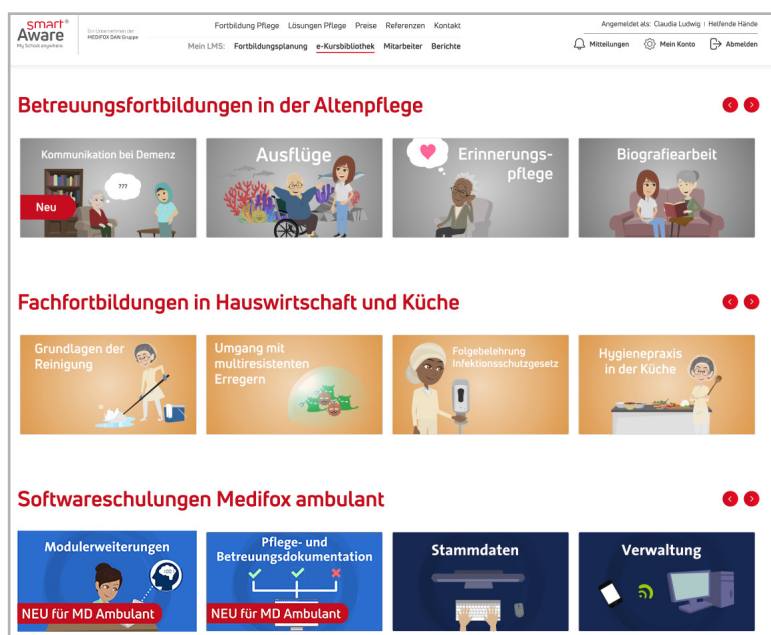 smart®
Aware
My School anywhere.
Ein Unternehmen der
MEDIFOX DAN Gruppe
Fortbildung Pflege Lösungen Pflege Preise Referenzen Kontakt
Angemeldet als: Claudia Ludwig | Helfende Hände
Mein LMS: Fortbildungsplanung e-Kursbibliothek Mitarbeiter Berichte
Mitteilungen Mein Konto Abmelden
Betreuungsfortbildungen in der Altenpflege
Kommunikation bei Demenz
???
Neu
Ausflüge
Erinnerungs-
pflege
Biografiearbeit
Fachfortbildungen in Hauswirtschaft und Küche
Grundlagen der
Reinigung
Umgang mit
multiresistenten
Erregern
Folgebelehrung
Infektionsschutzgesetz
Hygienepraxis
in der Küche
Softwareschulungen Medifox ambulant
Modulerweiterungen
NEU für MD Ambulant
Pflege- und
Betreuungsdokumentation
NEU für MD Ambulant
Stammdaten
Verwaltung